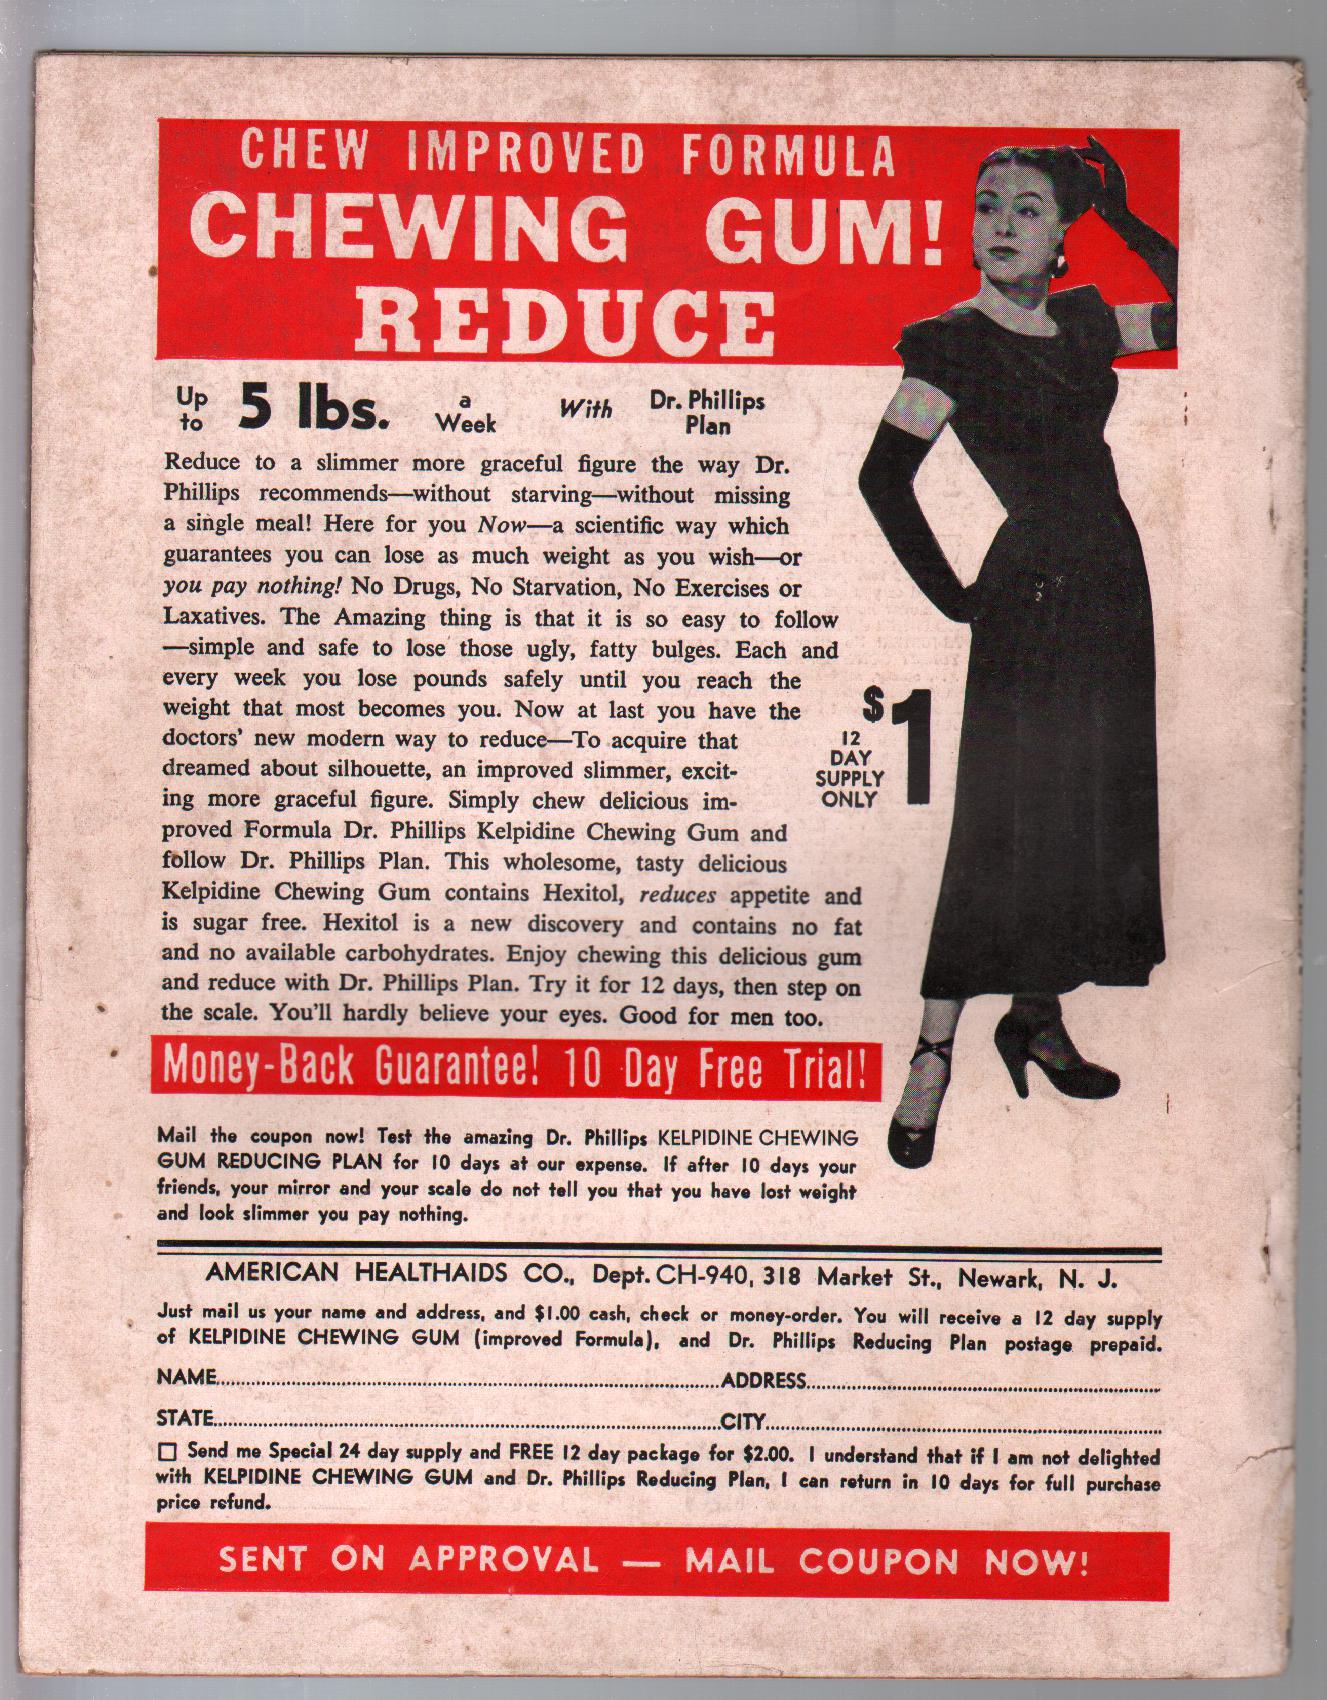 CHEW IMPROVED FORMULA
CHEWING GUM!
REDUCE
Up to 5 lbs. a Week With Dr. Phillips Plan
Reduce to a slimmer more graceful figure the way Dr.
Phillips recommends—without starving—without missing
a single meal! Here for you Now—a scientific way which
guarantees you can lose as much weight as you wish—or
you pay nothing! No Drugs, No Starvation, No Exercises or
Laxatives. The Amazing thing is that it is so easy to follow
—simple and safe to lose those ugly, fatty bulges. Each and
every week you lose pounds safely until you reach the
weight that most becomes you. Now at last you have the
doctors' new modern way to reduce—To acquire that
dreamed about silhouette, an improved slimmer, excit-
ing more graceful figure. Simply chew delicious im-
proved Formula Dr. Phillips Kelpidine Chewing Gum and
follow Dr. Phillips Plan. This wholesome, tasty delicious
Kelpidine Chewing Gum contains Hexitol, reduces appetite and
is sugar free. Hexitol is a new discovery and contains no fat
and no available carbohydrates. Enjoy chewing this delicious gum
and reduce with Dr. Phillips Plan. Try it for 12 days, then step on
the scale. You'll hardly believe your eyes. Good for men too.
$1
12
DAY
SUPPLY
ONLY
Money-Back Guarantee! 10 Day Free Trial!
Mail the coupon now! Test the amazing Dr. Phillips KELPIDINE CHEWING
GUM REDUCING PLAN for 10 days at our expense. If after 10 days your
friends, your mirror and your scale do not tell you that you have lost weight
and look slimmer you pay nothing.
AMERICAN HEALTHAIDS CO., Dept. CH-940, 318 Market St., Newark, N. J.
Just mail us your name and address, and $1.00 cash, check or money-order. You will receive a 12 day supply
of KELPIDINE CHEWING GUM (improved Formula), and Dr. Phillips Reducing Plan postage prepaid.
NAME ADDRESS
STATE CITY
☐ Send me Special 24 day supply and FREE 12 day package for $2.00. I understand that if I am not delighted
with KELPIDINE CHEWING GUM and Dr. Phillips Reducing Plan, I can return in 10 days for full purchase
price refund.
SENT ON APPROVAL — MAIL COUPON NOW!